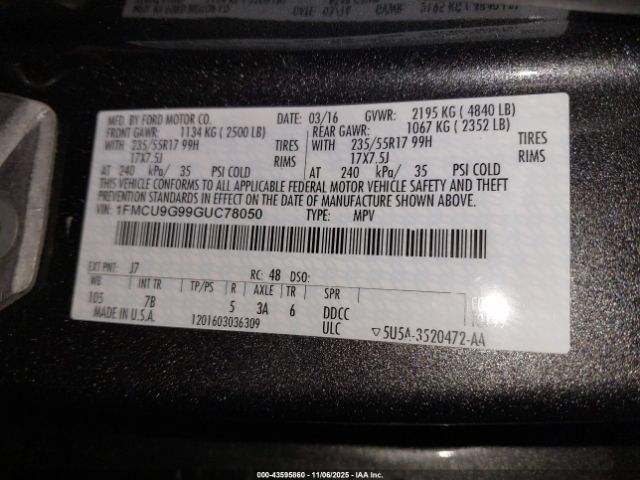 MFD. BY FORD MOTOR CO. DATE: 03/16 GVWR: 2195 KG ( 4840 LB)
FRONT GAWR: 1134 KG ( 2500 LB) REAR GAWR: 1067 KG ( 2352 LB)
WITH 235/55R17 99H TIRES WITH 235/55R17 99H TIRES
17X7.5J RIMS 17X7.5J RIMS
AT 240 kPa/ 35 PSI COLD AT 240 kPa/ 35 PSI COLD
THIS VEHICLE CONFORMS TO ALL APPLICABLE FEDERAL MOTOR VEHICLE SAFETY AND THEFT
PREVENTION STANDARDS IN EFFECT ON THE DATE OF MANUFACTURE SHOWN ABOVE.
VIN: 1FMCU9G99GUC78050 TYPE: MPV
EXT PNT: J7 RC: 48 DSO:
WB INT TR TP/PS R AXLE TR SPR
105 7B 5 3A 6 DDCC
MADE IN U.S.A. 1201603036309 ULC ▽5U5A-3520472-AA
000-43595860 - 11/06/2025 - IAA Inc.